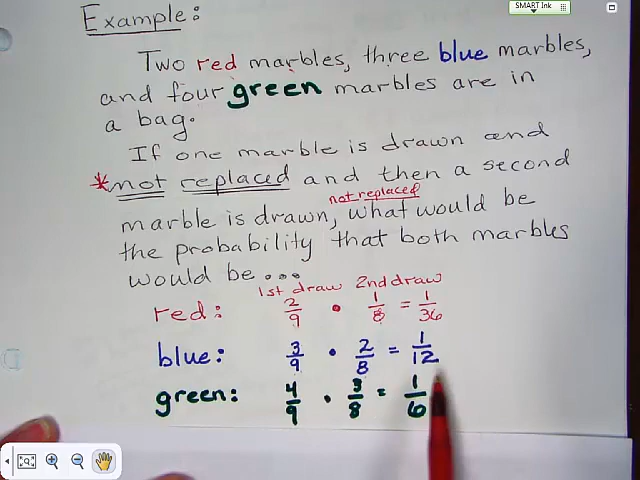 SMART Ink
Example:
Two red marbles, three blue marbles,
and four green marbles are in
a bag.
If one marble is drawn and
*not replaced and then a second
not replaced
marble is drawn, what would be
the probability that both marbles
would be...
1st draw 2nd draw
red: 2/9 • 1/8 = 1/36
blue: 3/9 • 2/8 = 1/12
green: 4/9 • 3/8 = 1/6